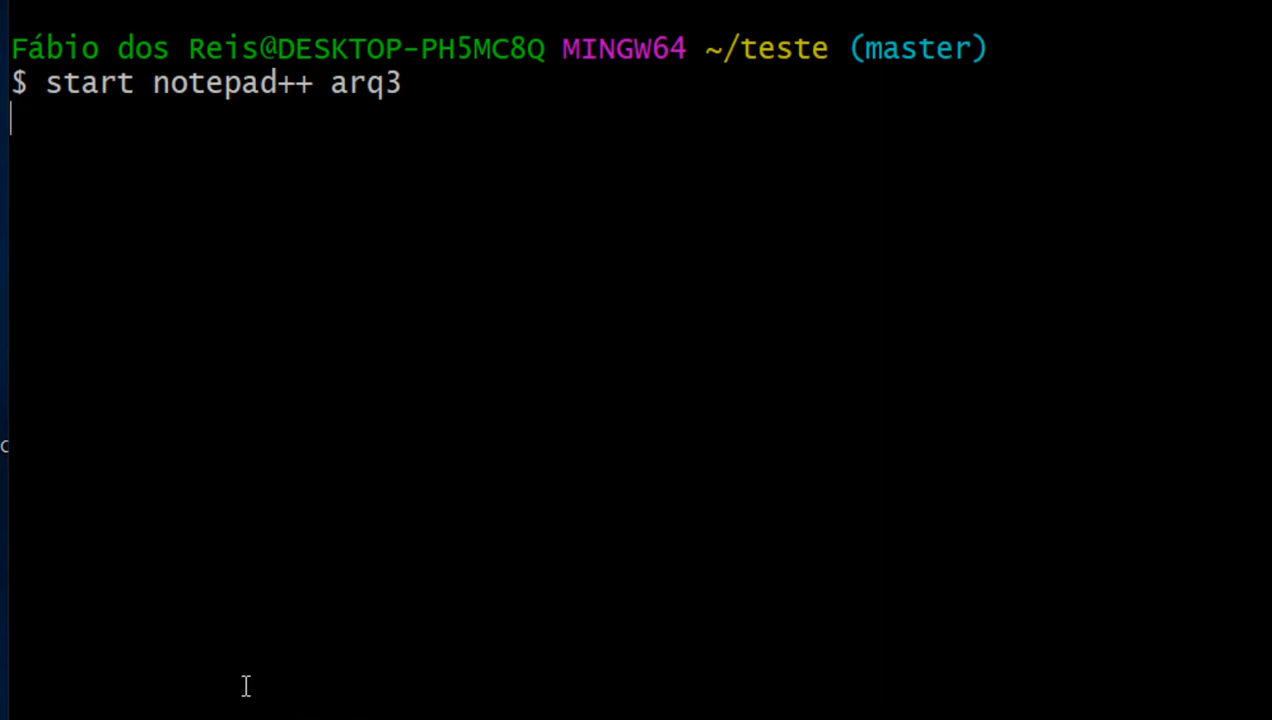 Fábio dos Reis@DESKTOP-PH5MC8Q MINGW64 ~/teste (master)
$ start notepad++ arq3